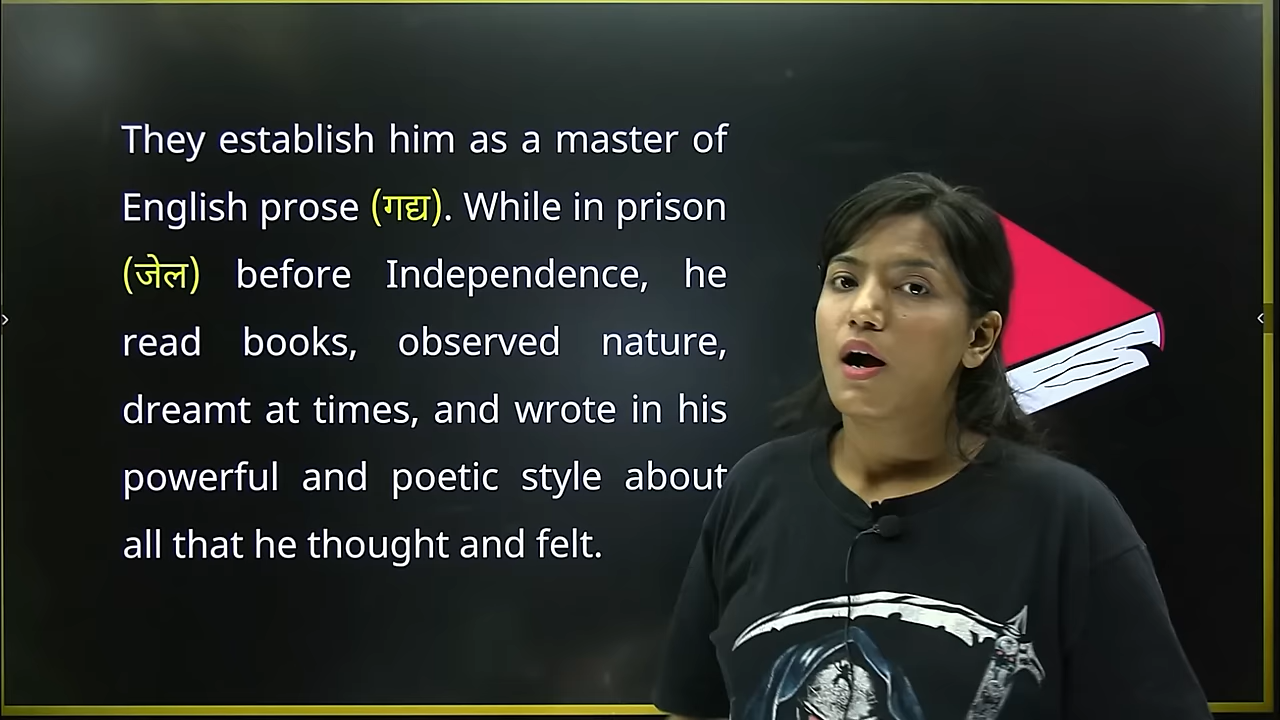 They establish him as a master of
English prose (गद्य). While in prison
(जेल) before Independence, he
read books, observed nature,
dreamt at times, and wrote in his
powerful and poetic style about
all that he thought and felt.